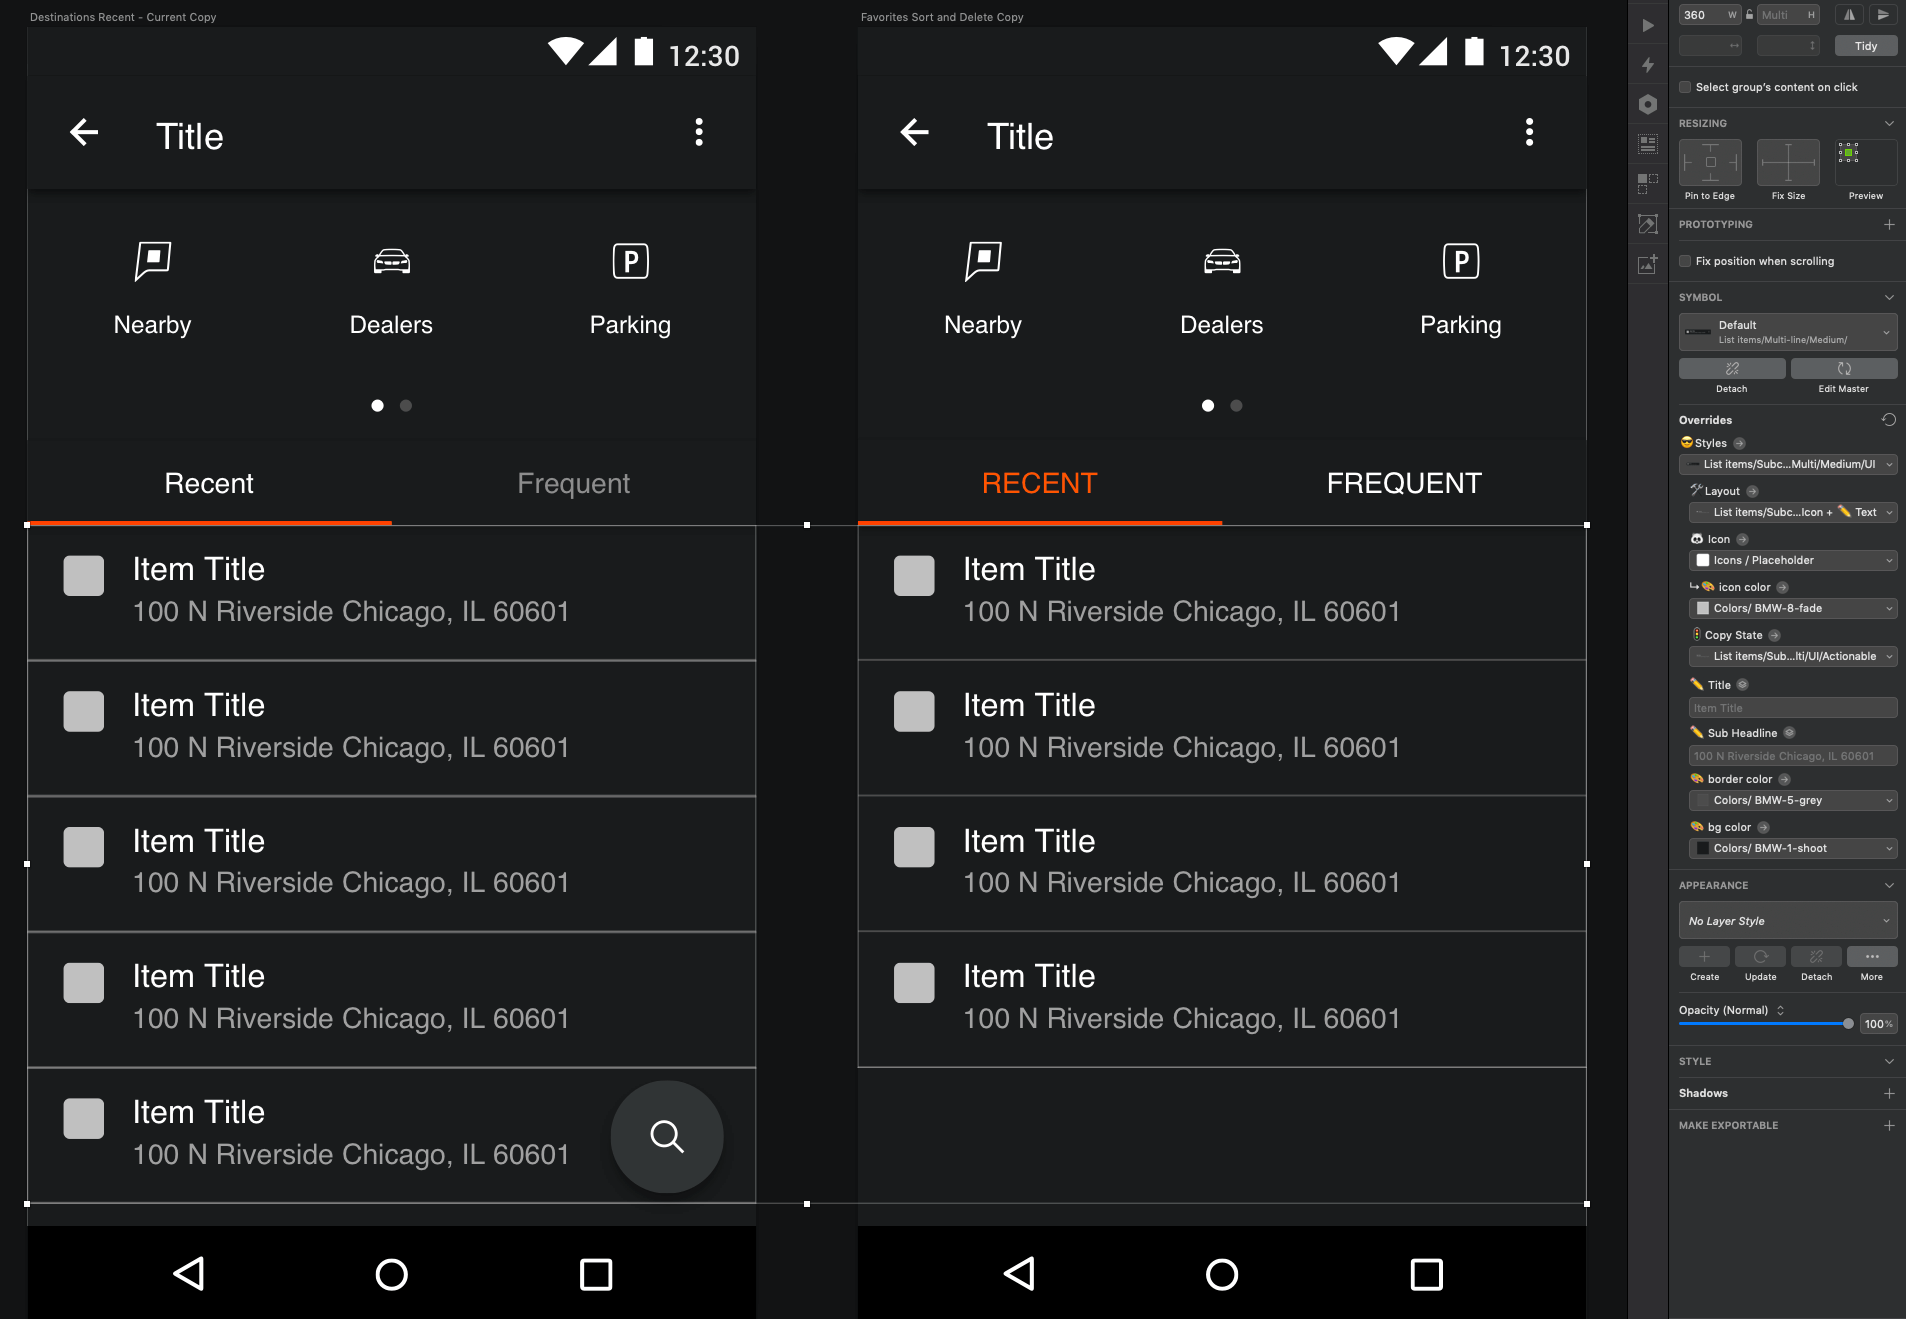 Destinations Recent - Current Copy
12:30
Title
Nearby
Dealers
P
Parking
Recent
Frequent
Item Title
100 N Riverside Chicago, IL 60601
Item Title
100 N Riverside Chicago, IL 60601
Item Title
100 N Riverside Chicago, IL 60601
Item Title
100 N Riverside Chicago, IL 60601
Item Title
100 N Riverside Chicago, IL 60601
Favorites Sort and Delete Copy
12:30
Title
Nearby
Dealers
P
Parking
RECENT
FREQUENT
Item Title
100 N Riverside Chicago, IL 60601
Item Title
100 N Riverside Chicago, IL 60601
Item Title
100 N Riverside Chicago, IL 60601
Item Title
100 N Riverside Chicago, IL 60601
360 W
Multi H
Tidy
Select group's content on click
RESIZING
Pin to Edge
Fix Size
Preview
PROTOTYPING
Fix position when scrolling
SYMBOL
Default
List items/Multi-line/Medium/
Detach
Edit Master
Overrides
😎Styles
List items/Subc...Multi/Medium/UI
🛠Layout
List items/Subc...Icon + ✏️ Text
🐼 Icon
Icons / Placeholder
↳🎨 icon color
Colors/ BMW-8-fade
🚦 Copy State
List items/Sub...lti/UI/Actionable
✏️ Title
Item Title
✏️ Sub Headline
100 N Riverside Chicago, IL 60601
🎨 border color
Colors/ BMW-5-grey
🎨 bg color
Colors/ BMW-1-shoot
APPEARANCE
No Layer Style
Create
Update
Detach
More
Opacity (Normal)
100%
STYLE
Shadows
MAKE EXPORTABLE